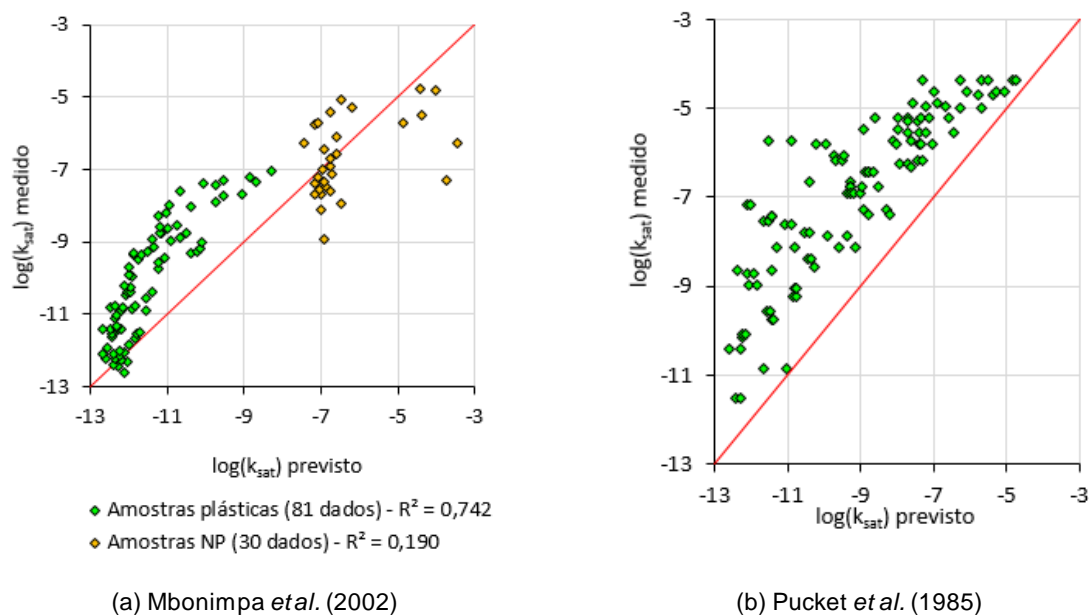 -3
-5
-7
-9
-11
-13
log(ksat) medido
-13 -11 -9 -7 -5 -3
log(ksat) previsto
Amostras plásticas (81 dados) - R² = 0,742
Amostras NP (30 dados) - R² = 0,190
(a) Mbonimpa et al. (2002)
-3
-5
-7
-9
-11
-13
log(ksat) medido
-13 -11 -9 -7 -5 -3
log(ksat) previsto
(b) Pucket et al. (1985)